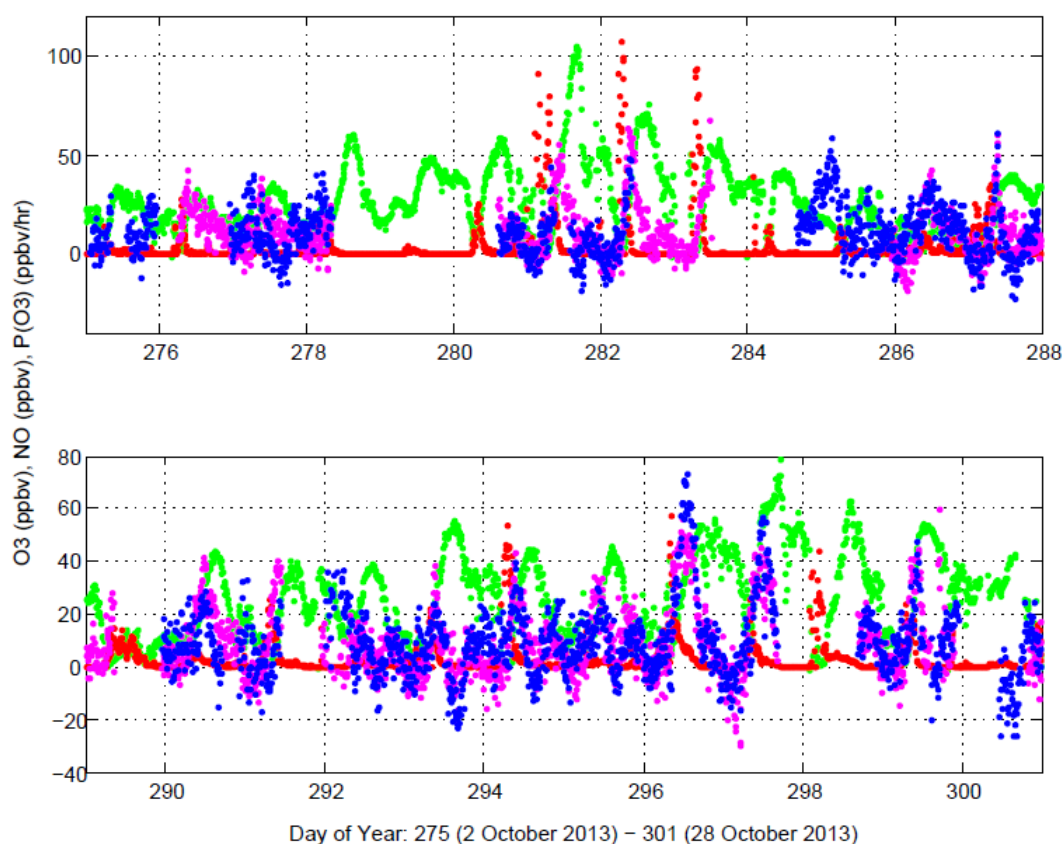 O3 (ppbv), NO (ppbv), P(O3) (ppbv/hr)
100
50
0
276 278 280 282 284 286 288
80
60
40
20
0
−20
−40
290 292 294 296 298 300
Day of Year: 275 (2 October 2013) − 301 (28 October 2013)